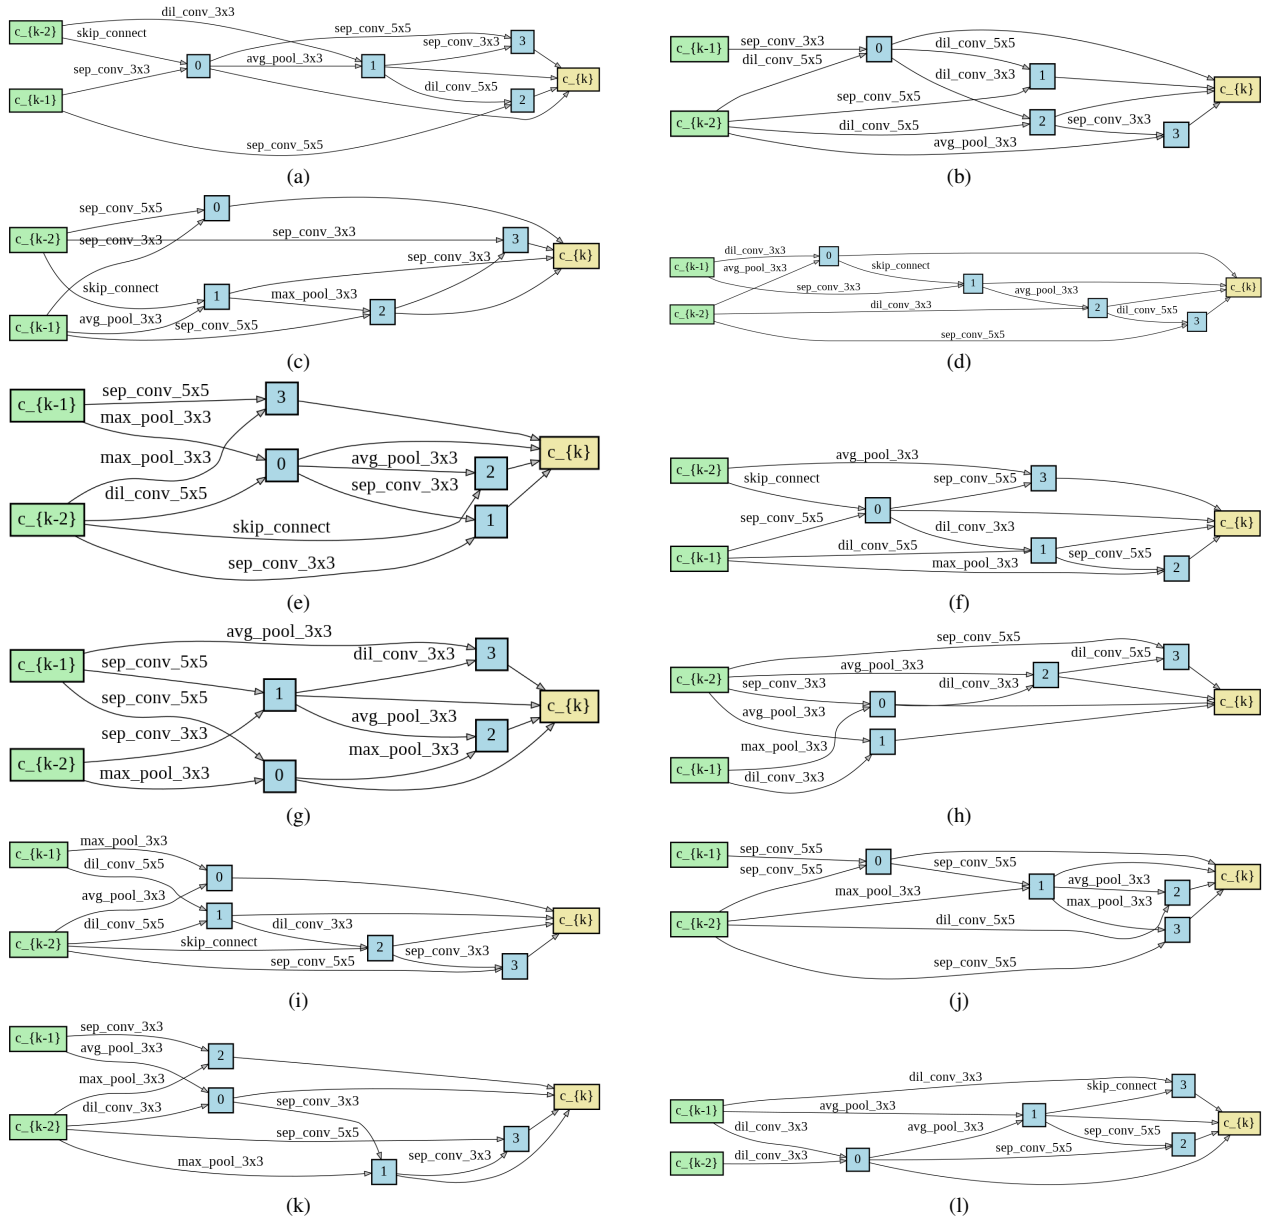 dil_conv_3x3
c_{k-2}
skip_connect
sep_conv_5x5
3
sep_conv_3x3
0
avg_pool_3x3
1
sep_conv_3x3
c_{k}
c_{k-1}
dil_conv_5x5
2
sep_conv_5x5
(a)
c_{k-1}
sep_conv_3x3
0
dil_conv_5x5
dil_conv_5x5
dil_conv_3x3
1
c_{k}
sep_conv_5x5
c_{k-2}
dil_conv_5x5
2
sep_conv_3x3
3
avg_pool_3x3
(b)
sep_conv_5x5
0
c_{k-2}
sep_conv_3x3
sep_conv_3x3
3
c_{k}
sep_conv_3x3
skip_connect
1
max_pool_3x3
c_{k-1}
avg_pool_3x3
sep_conv_5x5
2
(c)
dil_conv_3x3
0
c_{k-1}
avg_pool_3x3
skip_connect
sep_conv_3x3
1
avg_pool_3x3
c_{k}
c_{k-2}
dil_conv_3x3
2
dil_conv_5x5
3
sep_conv_5x5
(d)
c_{k-1}
sep_conv_5x5
3
max_pool_3x3
max_pool_3x3
0
avg_pool_3x3
2
c_{k}
dil_conv_5x5
sep_conv_3x3
c_{k-2}
skip_connect
1
sep_conv_3x3
(e)
c_{k-2}
avg_pool_3x3
3
skip_connect
sep_conv_5x5
0
c_{k}
sep_conv_5x5
dil_conv_3x3
c_{k-1}
dil_conv_5x5
1
sep_conv_5x5
max_pool_3x3
2
(f)
avg_pool_3x3
c_{k-1}
sep_conv_5x5
dil_conv_3x3
3
sep_conv_5x5
1
c_{k}
sep_conv_3x3
avg_pool_3x3
2
c_{k-2}
max_pool_3x3
max_pool_3x3
0
(g)
sep_conv_5x5
c_{k-2}
avg_pool_3x3
dil_conv_5x5
3
sep_conv_3x3
2
dil_conv_3x3
0
c_{k}
avg_pool_3x3
max_pool_3x3
1
c_{k-1}
dil_conv_3x3
(h)
max_pool_3x3
c_{k-1}
dil_conv_5x5
0
avg_pool_3x3
1
c_{k}
dil_conv_5x5
dil_conv_3x3
c_{k-2}
skip_connect
2
sep_conv_3x3
sep_conv_5x5
3
(i)
c_{k-1}
sep_conv_5x5
0
sep_conv_5x5
sep_conv_5x5
c_{k}
max_pool_3x3
1
avg_pool_3x3
2
max_pool_3x3
c_{k-2}
dil_conv_5x5
3
sep_conv_5x5
(j)
sep_conv_3x3
c_{k-1}
avg_pool_3x3
2
max_pool_3x3
0
c_{k}
dil_conv_3x3
sep_conv_3x3
c_{k-2}
sep_conv_5x5
3
max_pool_3x3
sep_conv_3x3
1
(k)
dil_conv_3x3
skip_connect
3
c_{k-1}
avg_pool_3x3
1
c_{k}
dil_conv_3x3
avg_pool_3x3
sep_conv_5x5
c_{k-2}
dil_conv_3x3
0
sep_conv_5x5
2
(l)